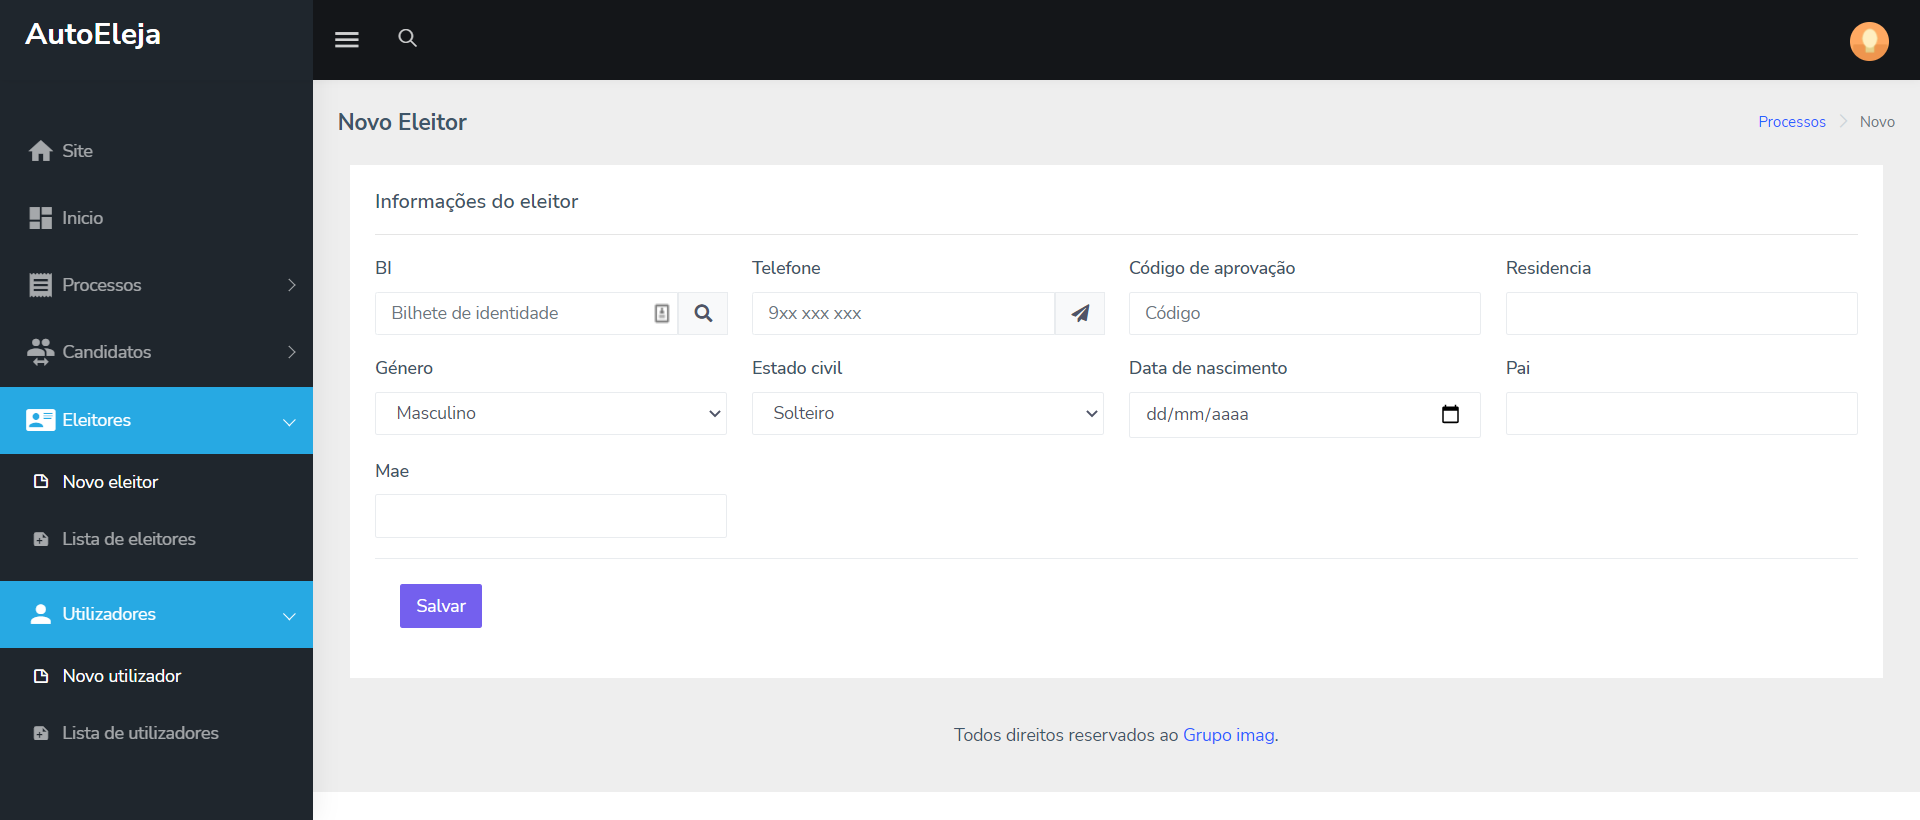 AutoEleja
Site
Inicio
Processos
Candidatos
Eleitores
Novo eleitor
Lista de eleitores
Utilizadores
Novo utilizador
Lista de utilizadores
Novo Eleitor
Processos Novo
Informações do eleitor
BI Telefone Código de aprovação Residencia
Bilhete de identidade 9xx xxx xxx Código
Género Estado civil Data de nascimento Pai
Masculino Solteiro dd/mm/aaaa
Mae
Salvar
Todos direitos reservados ao Grupo imag.